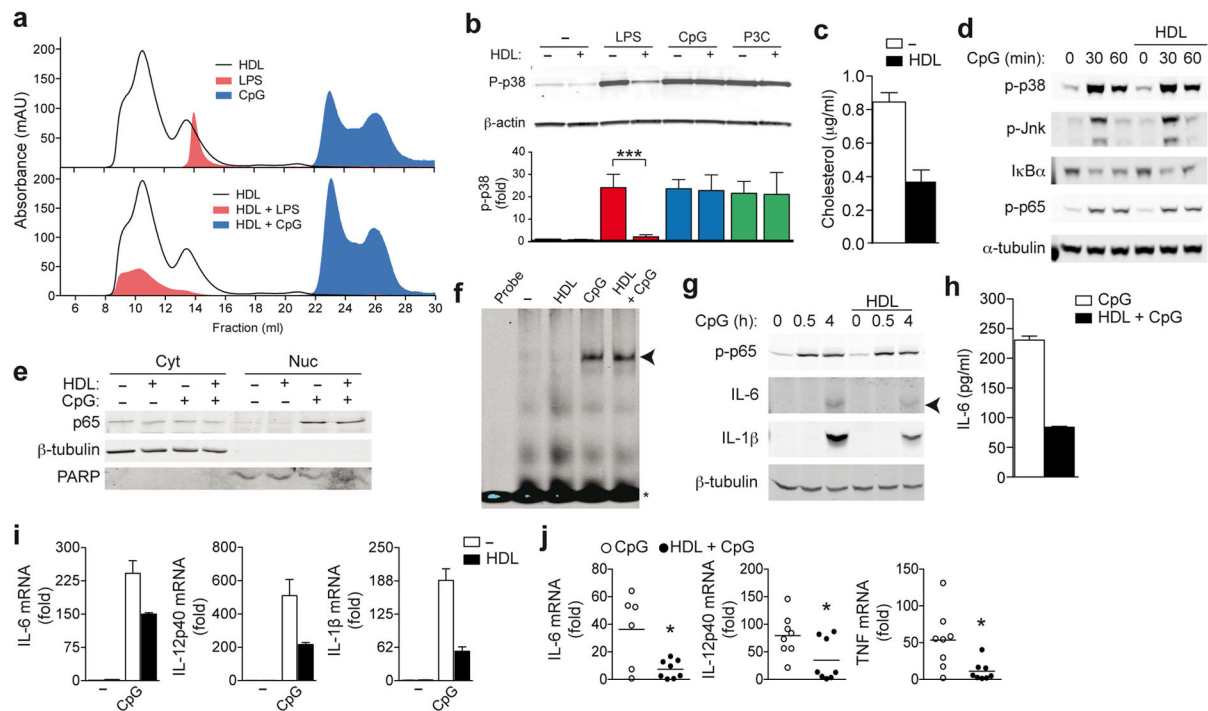 a
Absorbance (mAU)
200
150
100
50
0
HDL
LPS
CpG
200
150
100
50
0
HDL
HDL + LPS
HDL + CpG
8 10 12 14 16 18 20 22 24 26 28 30
Fraction (ml)
b
– LPS CpG P3C
HDL: – + – + – + – +
P-p38
β-actin
p-p38
(fold)
40
30
20
10
0
***
c
–
HDL
Cholesterol (μg/ml)
1.0
0.8
0.6
0.4
0.2
0.0
d
HDL
CpG (min): 0 30 60 0 30 60
p-p38
p-Jnk
IκBα
p-p65
α-tubulin
e
Cyt Nuc
HDL: – + – + – + – +
CpG: – – + + – – + +
p65
β-tubulin
PARP
f
Probe – HDL CpG HDL + CpG
*
g
HDL
CpG (h): 0 0.5 4 0 0.5 4
p-p65
IL-6
IL-1β
β-tubulin
h
CpG
HDL + CpG
IL-6 (pg/ml)
300
250
200
150
100
50
0
i
IL-6 mRNA
(fold)
300
225
150
75
0
– CpG
IL-12p40 mRNA
(fold)
800
600
400
200
0
– CpG
IL-1β mRNA
(fold)
250
188
125
62
0
– CpG
–
HDL
j
CpG HDL + CpG
IL-6 mRNA
(fold)
80
60
40
20
0
*
IL-12p40 mRNA
(fold)
200
150
100
50
0
*
TNF mRNA
(fold)
150
100
50
0
*